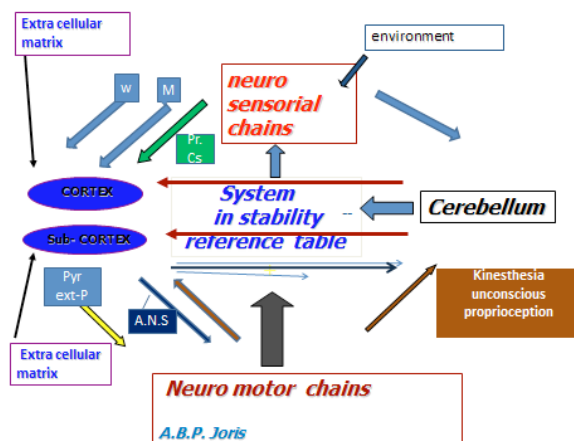 Extra cellular
matrix
environment
w
M
neuro
sensorial
chains
Pr.
Cs
CORTEX
System
in stability
reference table
--
Cerebellum
Sub- CORTEX
Pyr
ext-P
A.N.S
Kinesthesia
unconscious
proprioception
Extra cellular
matrix
Neuro motor chains
A.B.P. Joris